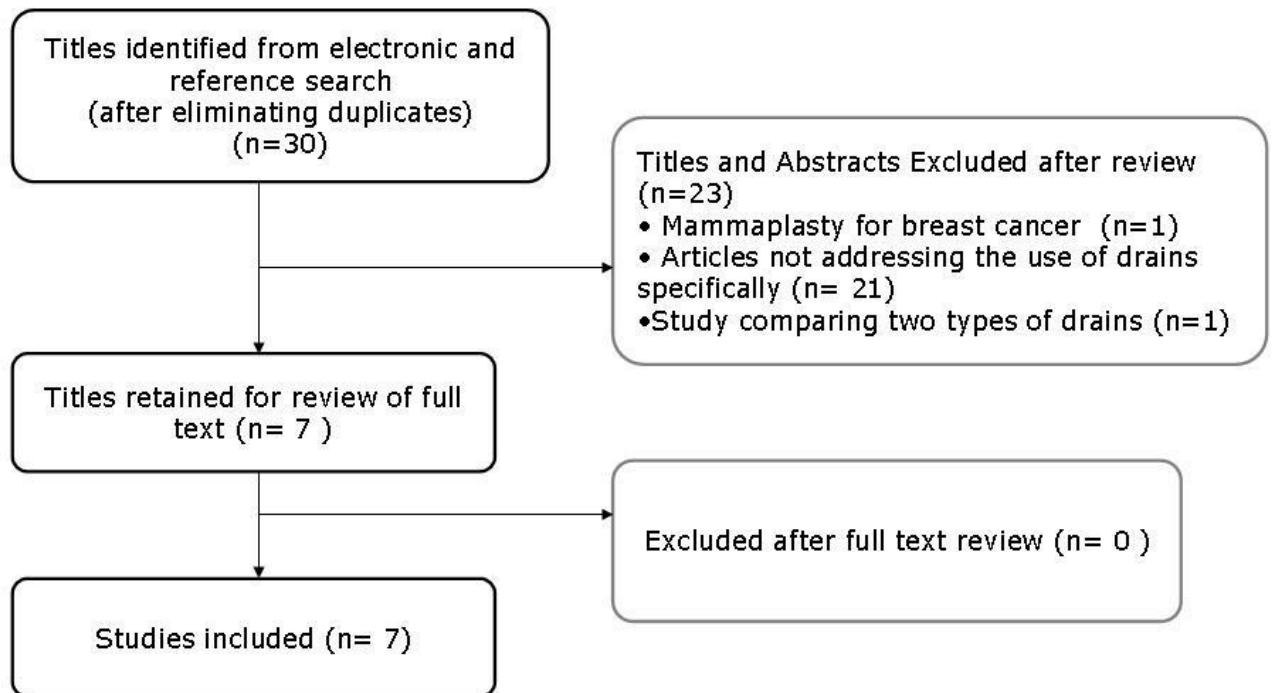 Titles identified from electronic and
reference search
(after eliminating duplicates)
(n=30)
Titles and Abstracts Excluded after review
(n=23)
• Mammaplasty for breast cancer (n=1)
• Articles not addressing the use of drains
specifically (n= 21)
•Study comparing two types of drains (n=1)
Titles retained for review of full
text (n= 7 )
Excluded after full text review (n= 0 )
Studies included (n= 7)